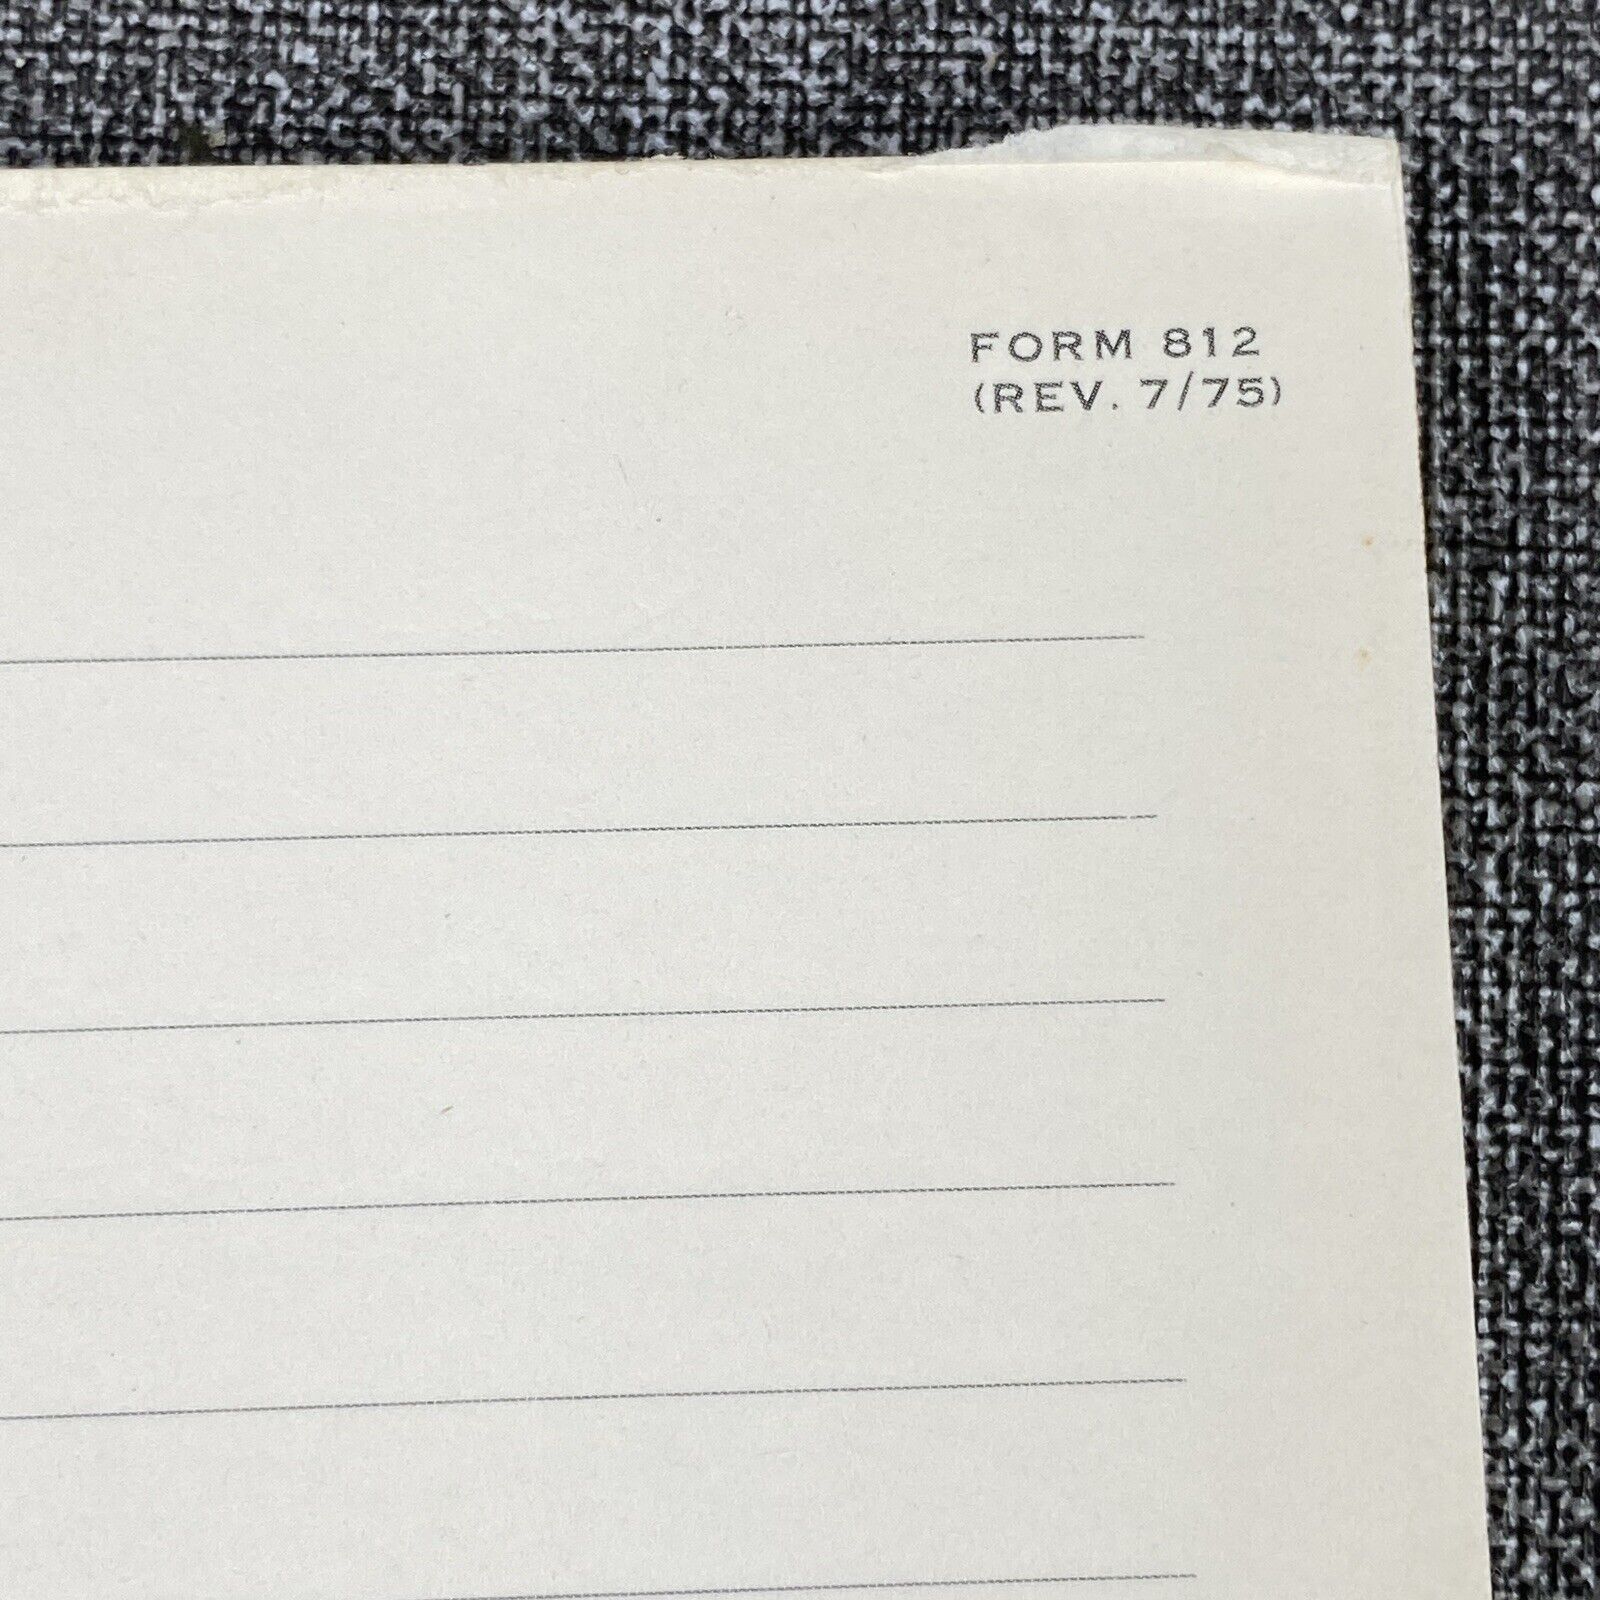 FORM 812
(REV. 7/75)